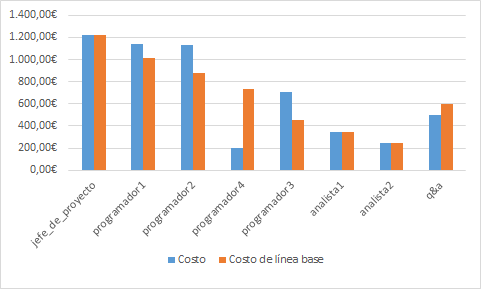 1.400,00€
1.200,00€
1.000,00€
800,00€
600,00€
400,00€
200,00€
0,00€
jefe_de_proyecto
programador1
programador2
programador4
programador3
analista1
analista2
q&a
Costo
Costo de línea base